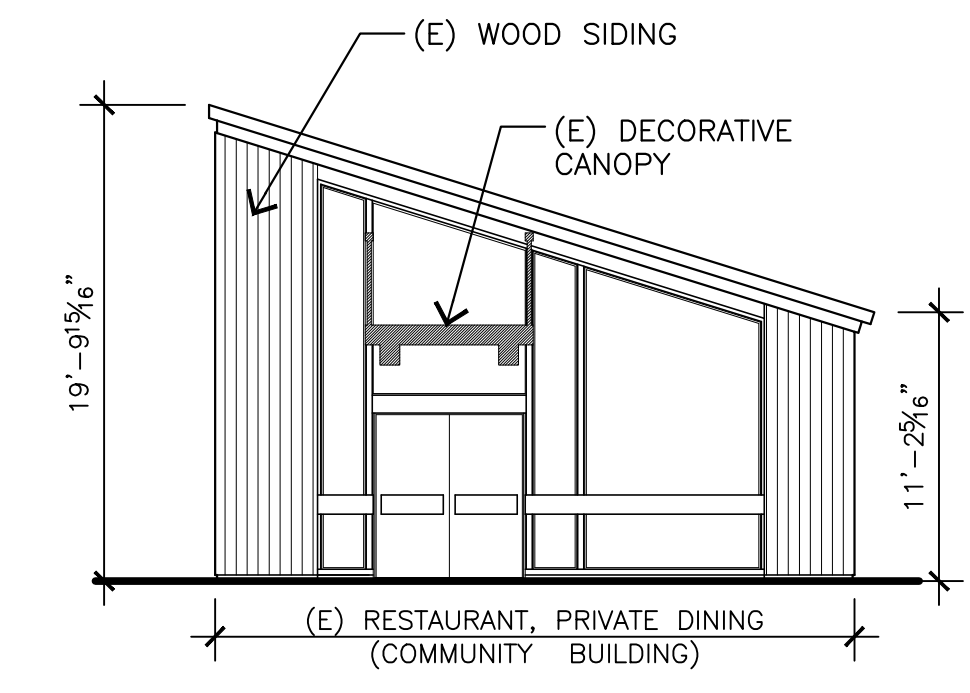 (E) WOOD SIDING
(E) DECORATIVE
CANOPY
19'-9 15/16"
11'-2 5/16"
(E) RESTAURANT, PRIVATE DINING
(COMMUNITY BUILDING)